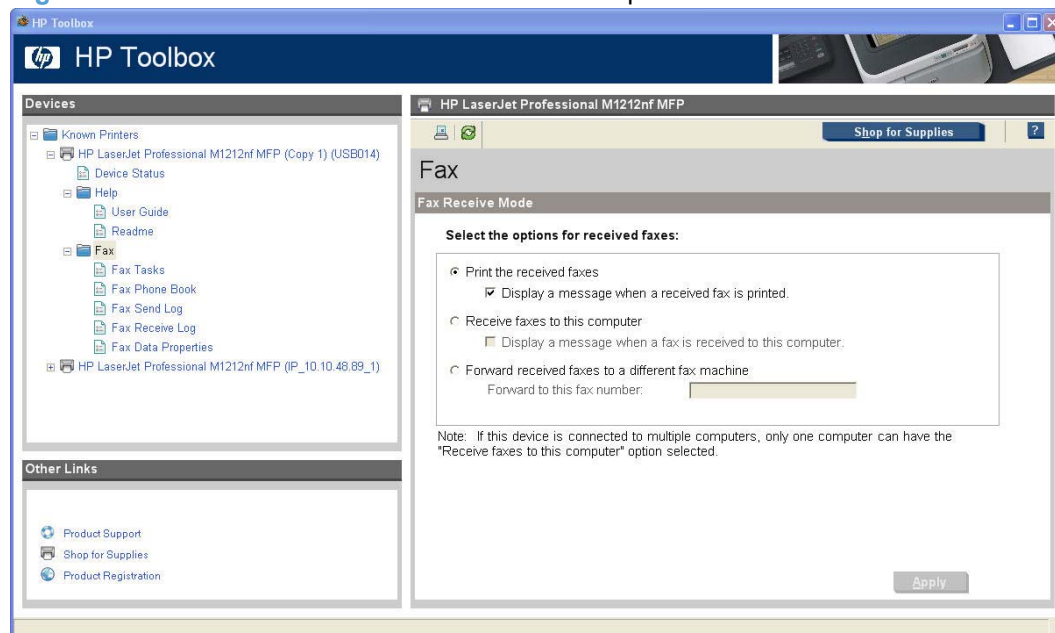 HP Toolbox
hp HP Toolbox
Devices
Known Printers
HP LaserJet Professional M1212nf MFP (Copy 1) (USB014)
Device Status
Help
User Guide
Readme
Fax
Fax Tasks
Fax Phone Book
Fax Send Log
Fax Receive Log
Fax Data Properties
HP LaserJet Professional M1212nf MFP (IP_10.10.48.89_1)
Other Links
Product Support
Shop for Supplies
Product Registration
HP LaserJet Professional M1212nf MFP
Shop for Supplies ?
Fax
Fax Receive Mode
Select the options for received faxes:
Print the received faxes
Display a message when a received fax is printed.
Receive faxes to this computer
Display a message when a fax is received to this computer.
Forward received faxes to a different fax machine
Forward to this fax number:
Note: If this device is connected to multiple computers, only one computer can have the
"Receive faxes to this computer" option selected.
Apply